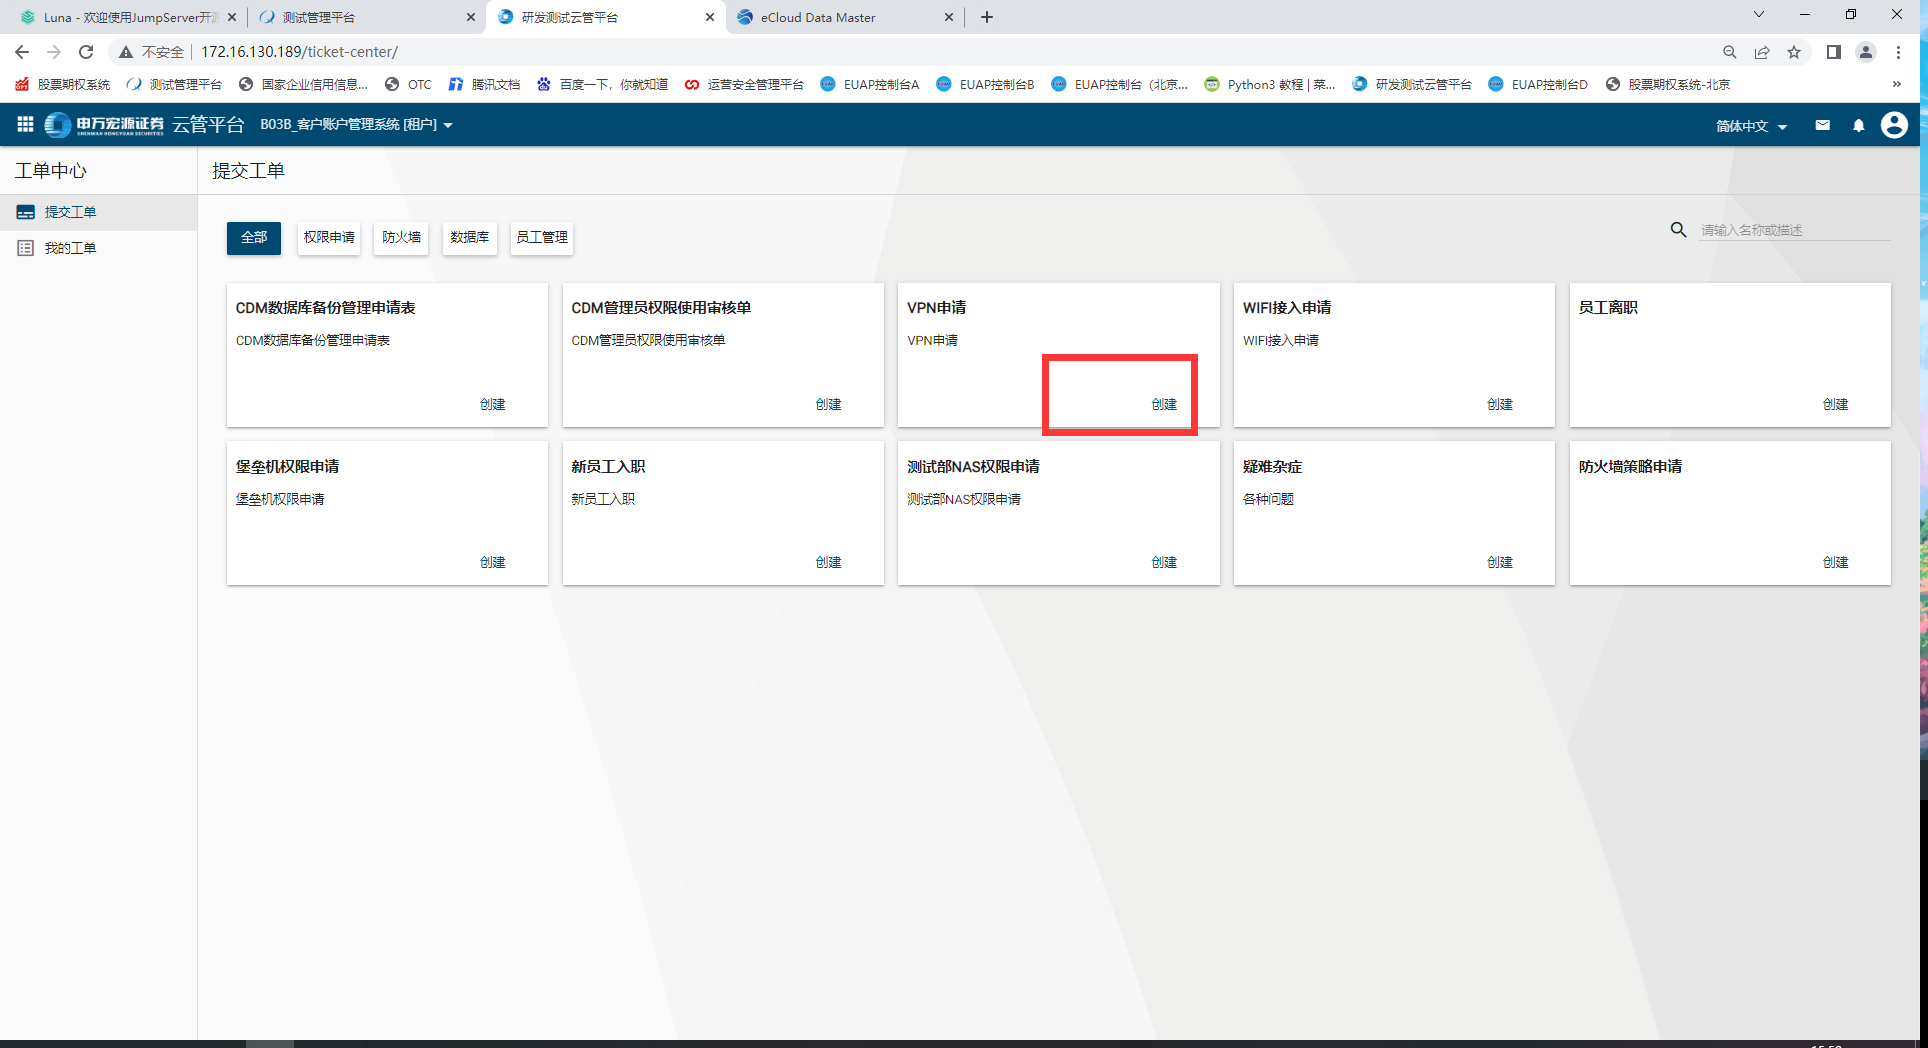 Luna - 欢迎使用JumpServer开源
测试管理平台
研发测试云管平台
eCloud Data Master
不安全
172.16.130.189/ticket-center/
股票期权系统
测试管理平台
国家企业信用信息...
OTC
腾讯文档
百度一下，你就知道
运营安全管理平台
EUAP控制台A
EUAP控制台B
EUAP控制台（北京...
Python3 教程 | 菜...
研发测试云管平台
EUAP控制台D
股票期权系统-北京
申万宏源证券
SHENWAN HONGYUAN SECURITIES
云管平台
B03B_客户账户管理系统 [租户]
简体中文
工单中心
提交工单
提交工单
我的工单
全部
权限申请
防火墙
数据库
员工管理
请输入名称或描述
CDM数据库备份管理申请表
CDM数据库备份管理申请表
创建
CDM管理员权限使用审核单
CDM管理员权限使用审核单
创建
VPN申请
VPN申请
创建
WIFI接入申请
WIFI接入申请
创建
员工离职
创建
堡垒机权限申请
堡垒机权限申请
创建
新员工入职
新员工入职
创建
测试部NAS权限申请
测试部NAS权限申请
创建
疑难杂症
各种问题
创建
防火墙策略申请
创建